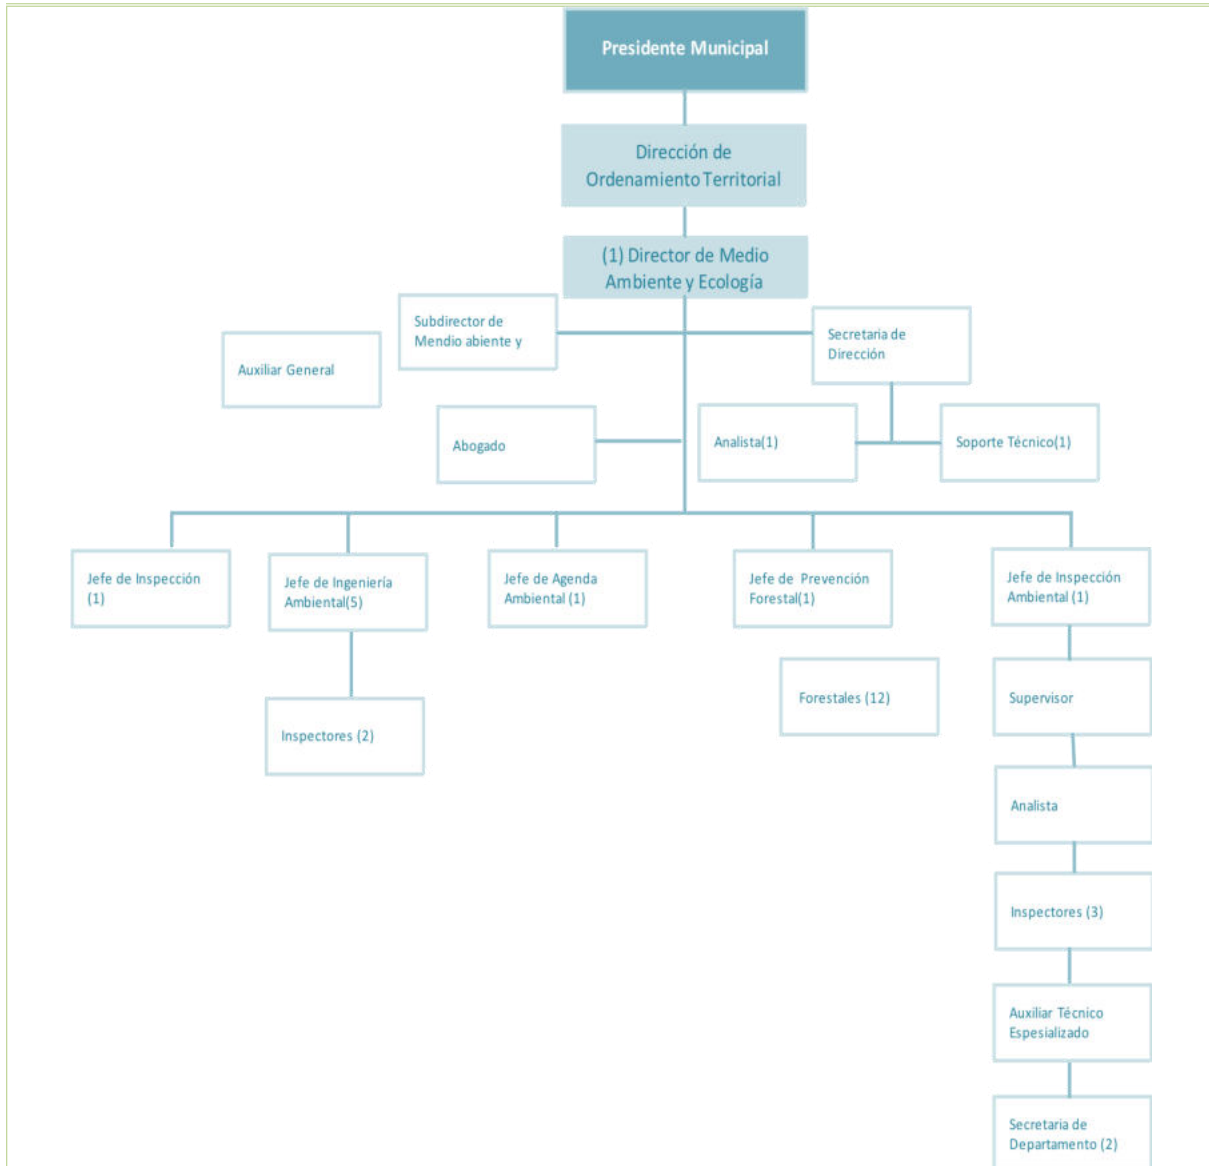 Presidente Municipal
Dirección de
Ordenamiento Territorial
(1) Director de Medio
Ambiente y Ecología
Subdirector de
Mendio abiente y
Secretaria de
Dirección
Auxiliar General
Abogado
Analista(1)
Soporte Técnico(1)
Jefe de Inspección
(1)
Jefe de Ingeniería
Ambiental(5)
Jefe de Agenda
Ambiental (1)
Jefe de Prevención
Forestal(1)
Jefe de Inspección
Ambiental (1)
Inspectores (2)
Forestales (12)
Supervisor
Analista
Inspectores (3)
Auxiliar Técnico
Espesializado
Secretaria de
Departamento (2)